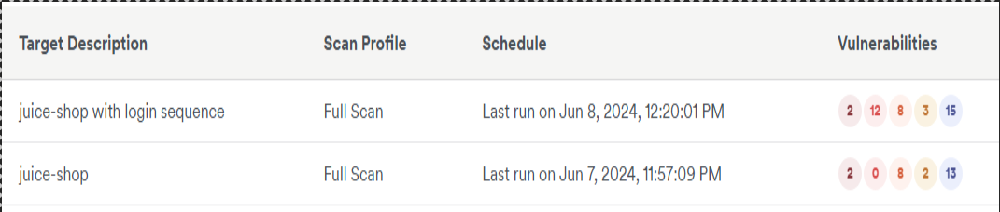 Target Description Scan Profile Schedule Vulnerabilities
juice-shop with login sequence Full Scan Last run on Jun 8, 2024, 12:20:01 PM 2 12 8 3 15
juice-shop Full Scan Last run on Jun 7, 2024, 11:57:09 PM 2 0 8 2 13